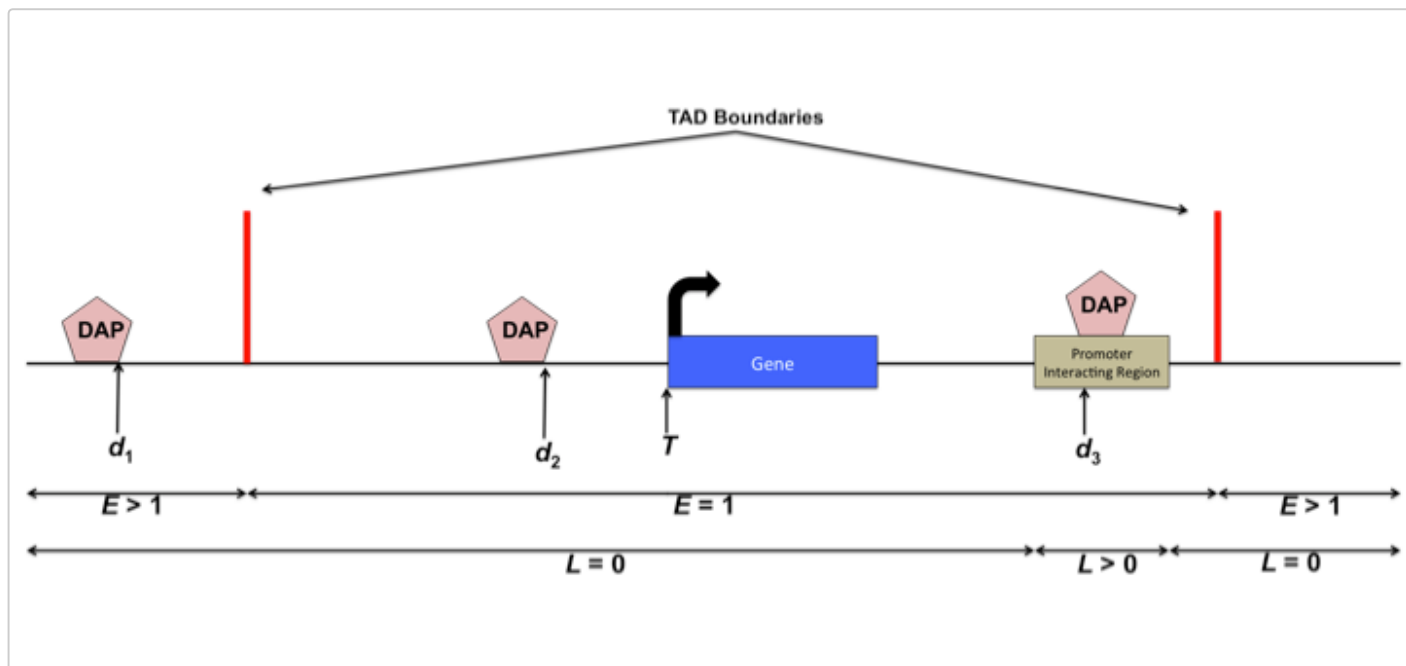 TAD Boundaries
DAP
DAP
DAP
Gene
Promoter
Interacting Region
d1
d2
T
d3
E > 1
E = 1
E > 1
L = 0
L > 0
L = 0